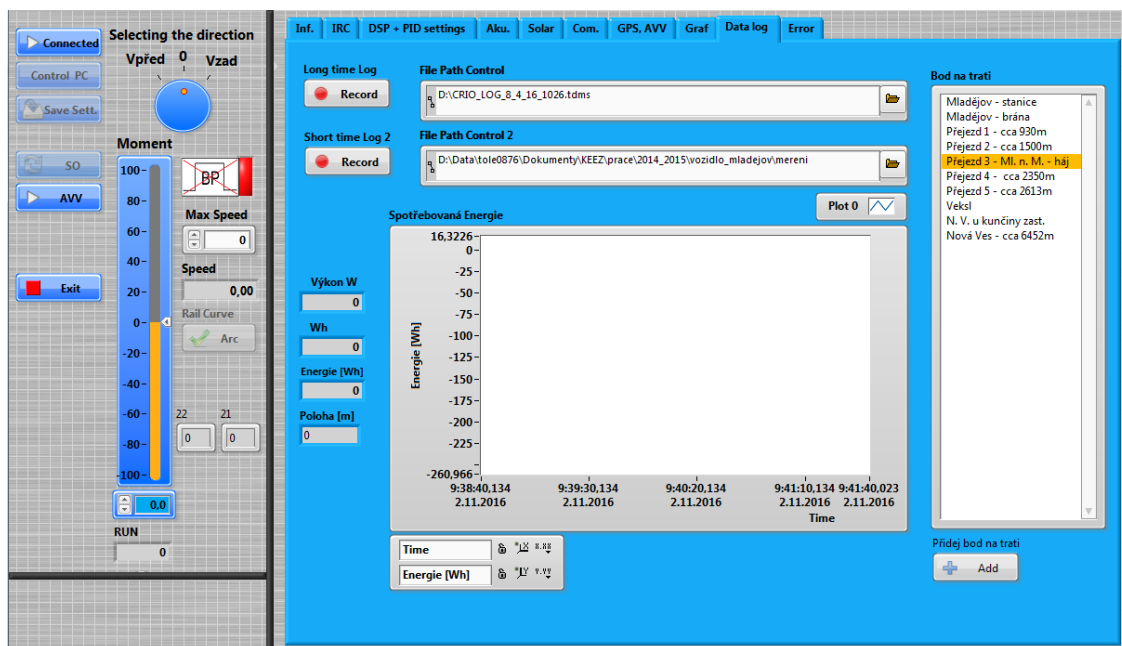 Connected
Control PC
Save Sett.
SO
AVV
Exit
Selecting the direction
Vpřed 0 Vzad
Moment
100
80
60
40
20
0
-20
-40
-60
-80
-100
0,0
RUN
0
BP
Max Speed
0
Speed
0,00
Rail Curve
Arc
22 21
0 0
Inf. IRC DSP + PID settings Aku. Solar Com. GPS, AVV Graf Data log Error
Long time Log
Record
File Path Control
D:\CRIO_LOG_8_4_16_1026.tdms
Short time Log 2
Record
File Path Control 2
D:\Data\tole0876\Dokumenty\KEEZ\prace\2014_2015\vozidlo_mladejov\mereni
Spotřebovaná Energie
Plot 0
Výkon W
0
Wh
0
Energie [Wh]
0
Poloha [m]
0
Energie [Wh]
16,3226
0
-25
-50
-75
-100
-125
-150
-175
-200
-225
-260,966
9:38:40,134 9:39:30,134 9:40:20,134 9:41:10,134 9:41:40,023
2.11.2016 2.11.2016 2.11.2016 2.11.2016 2.11.2016
Time
Time
Energie [Wh]
Bod na trati
Mladějov - stanice
Mladějov - brána
Přejezd 1 - cca 930m
Přejezd 2 - cca 1500m
Přejezd 3 - Ml. n. M. - háj
Přejezd 4 - cca 2350m
Přejezd 5 - cca 2613m
Veksl
N. V. u kunčiny zast.
Nová Ves - cca 6452m
Přidej bod na trati
Add